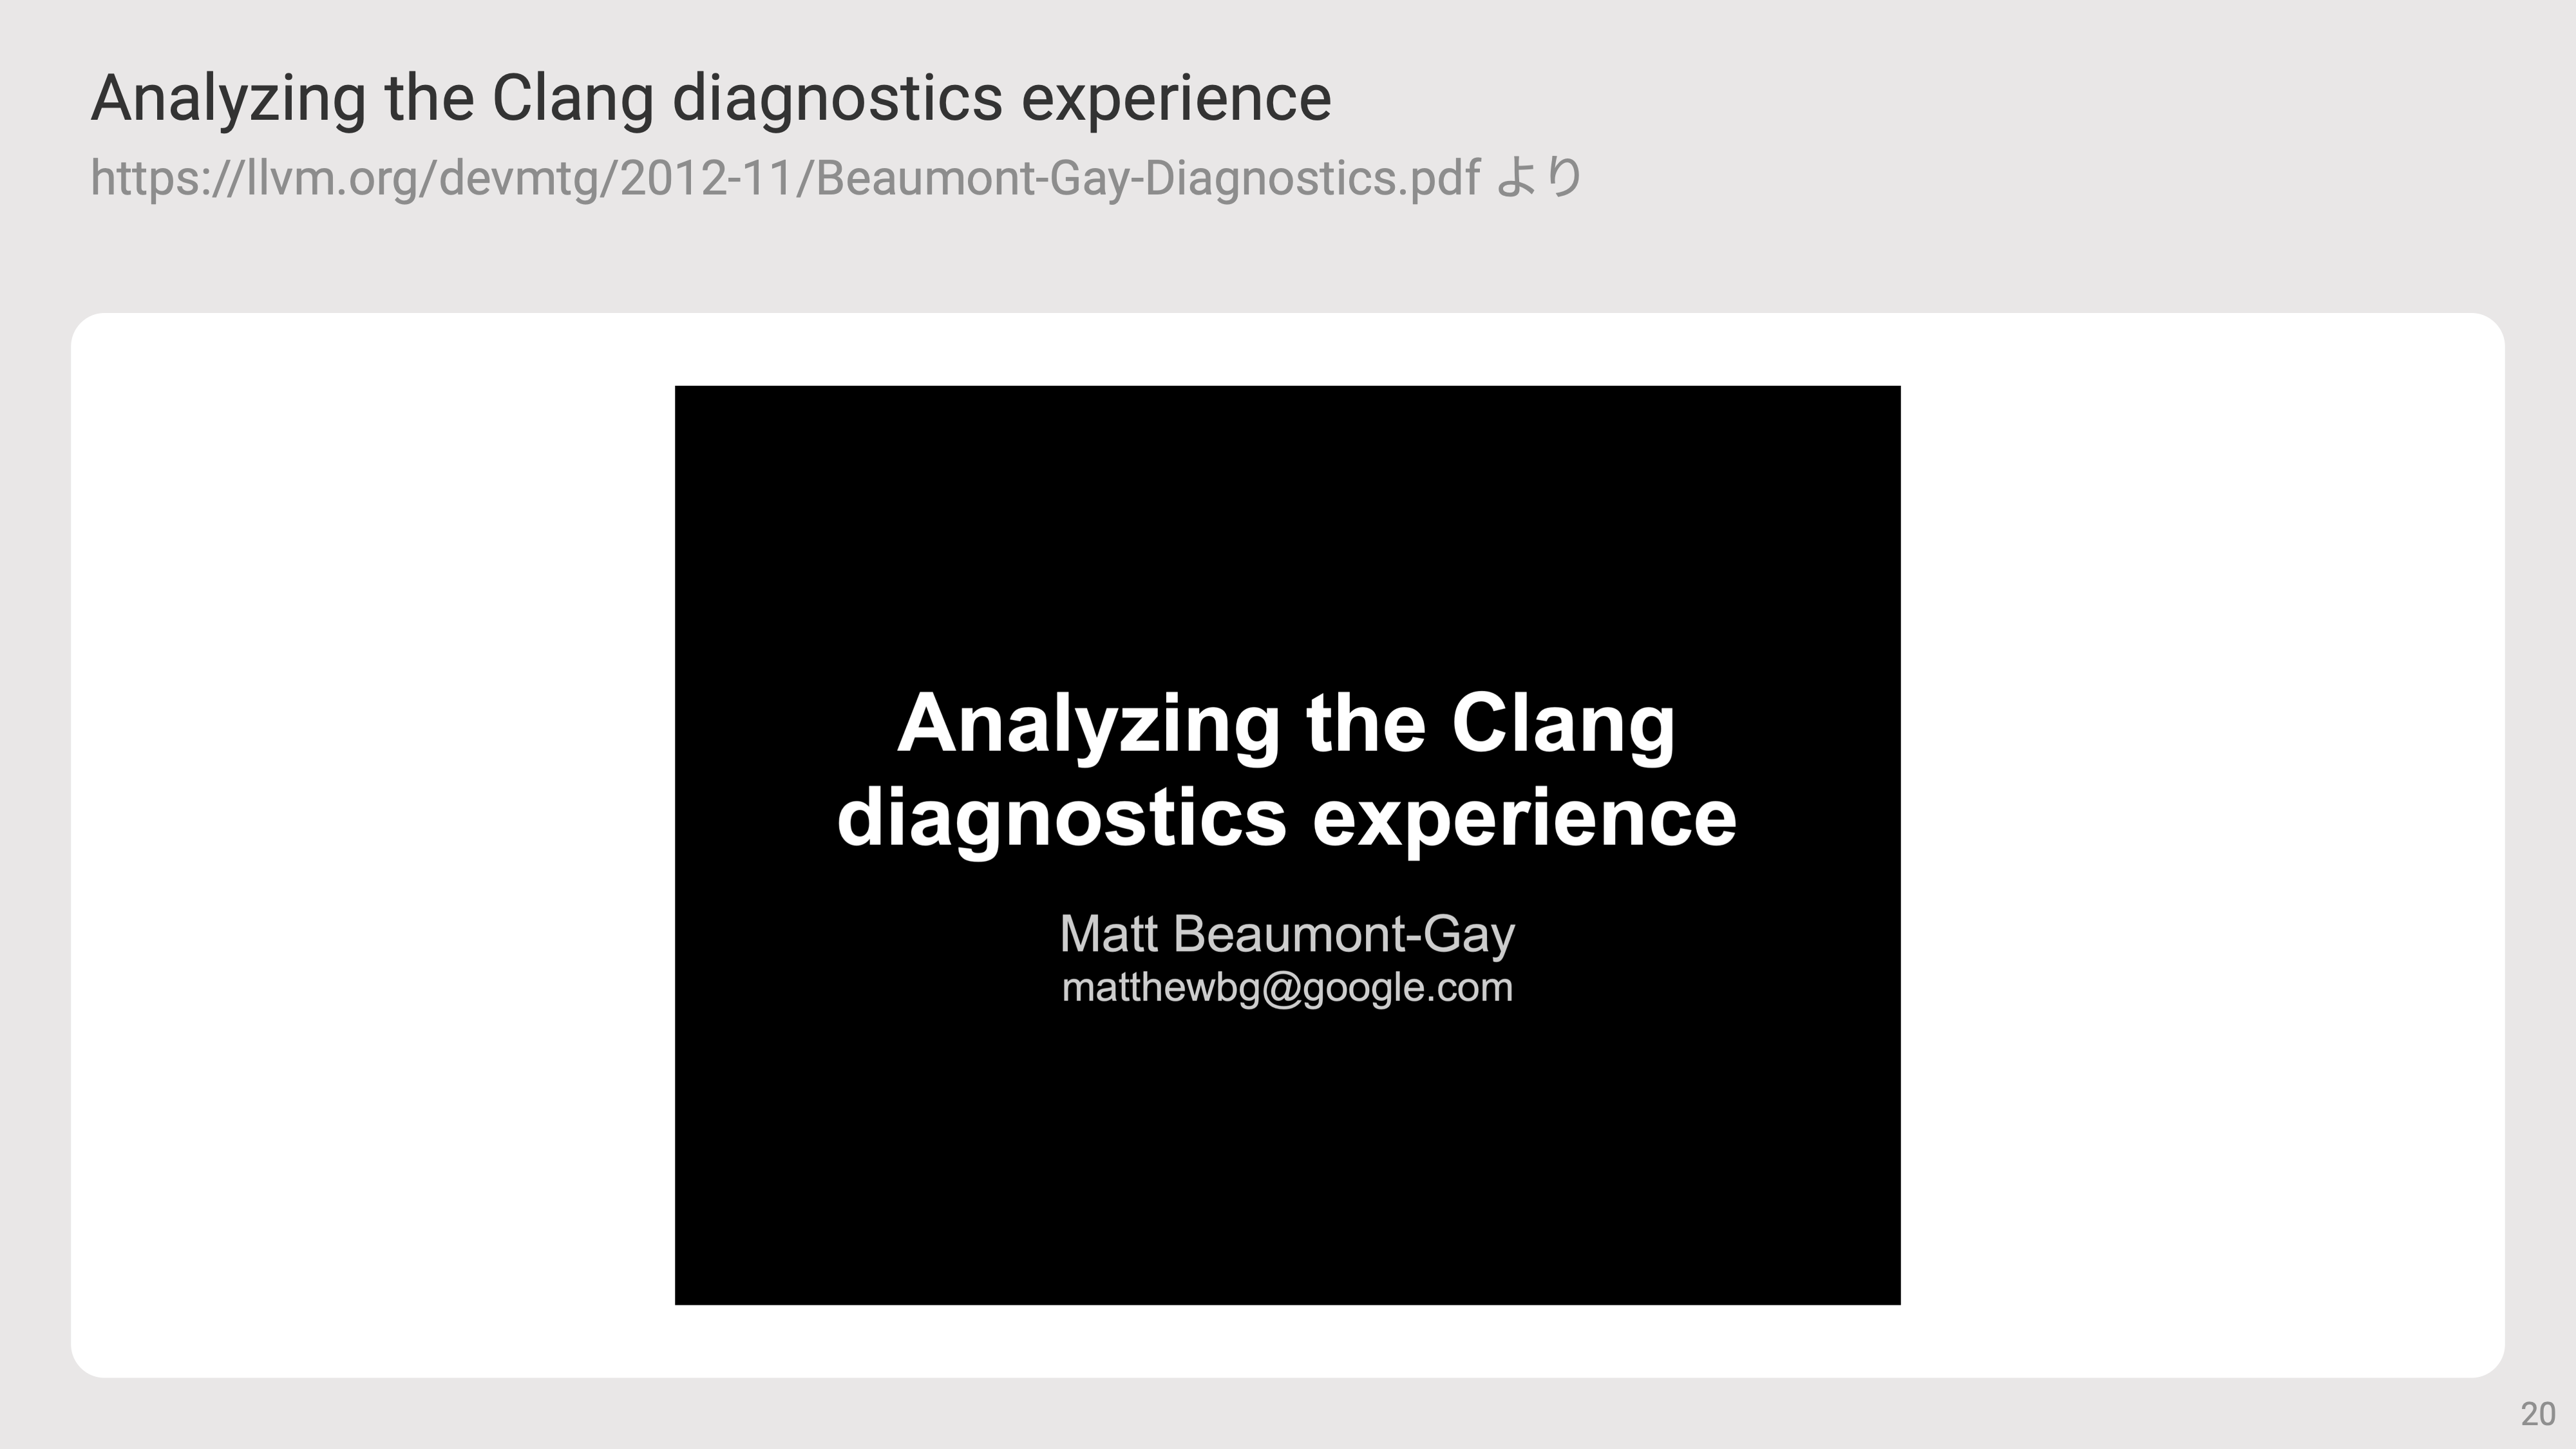 Analyzing the Clang diagnostics experience
https://llvm.org/devmtg/2012-11/Beaumont-Gay-Diagnostics.pdf より
Analyzing the Clang
diagnostics experience
Matt Beaumont-Gay
matthewbg@google.com
20